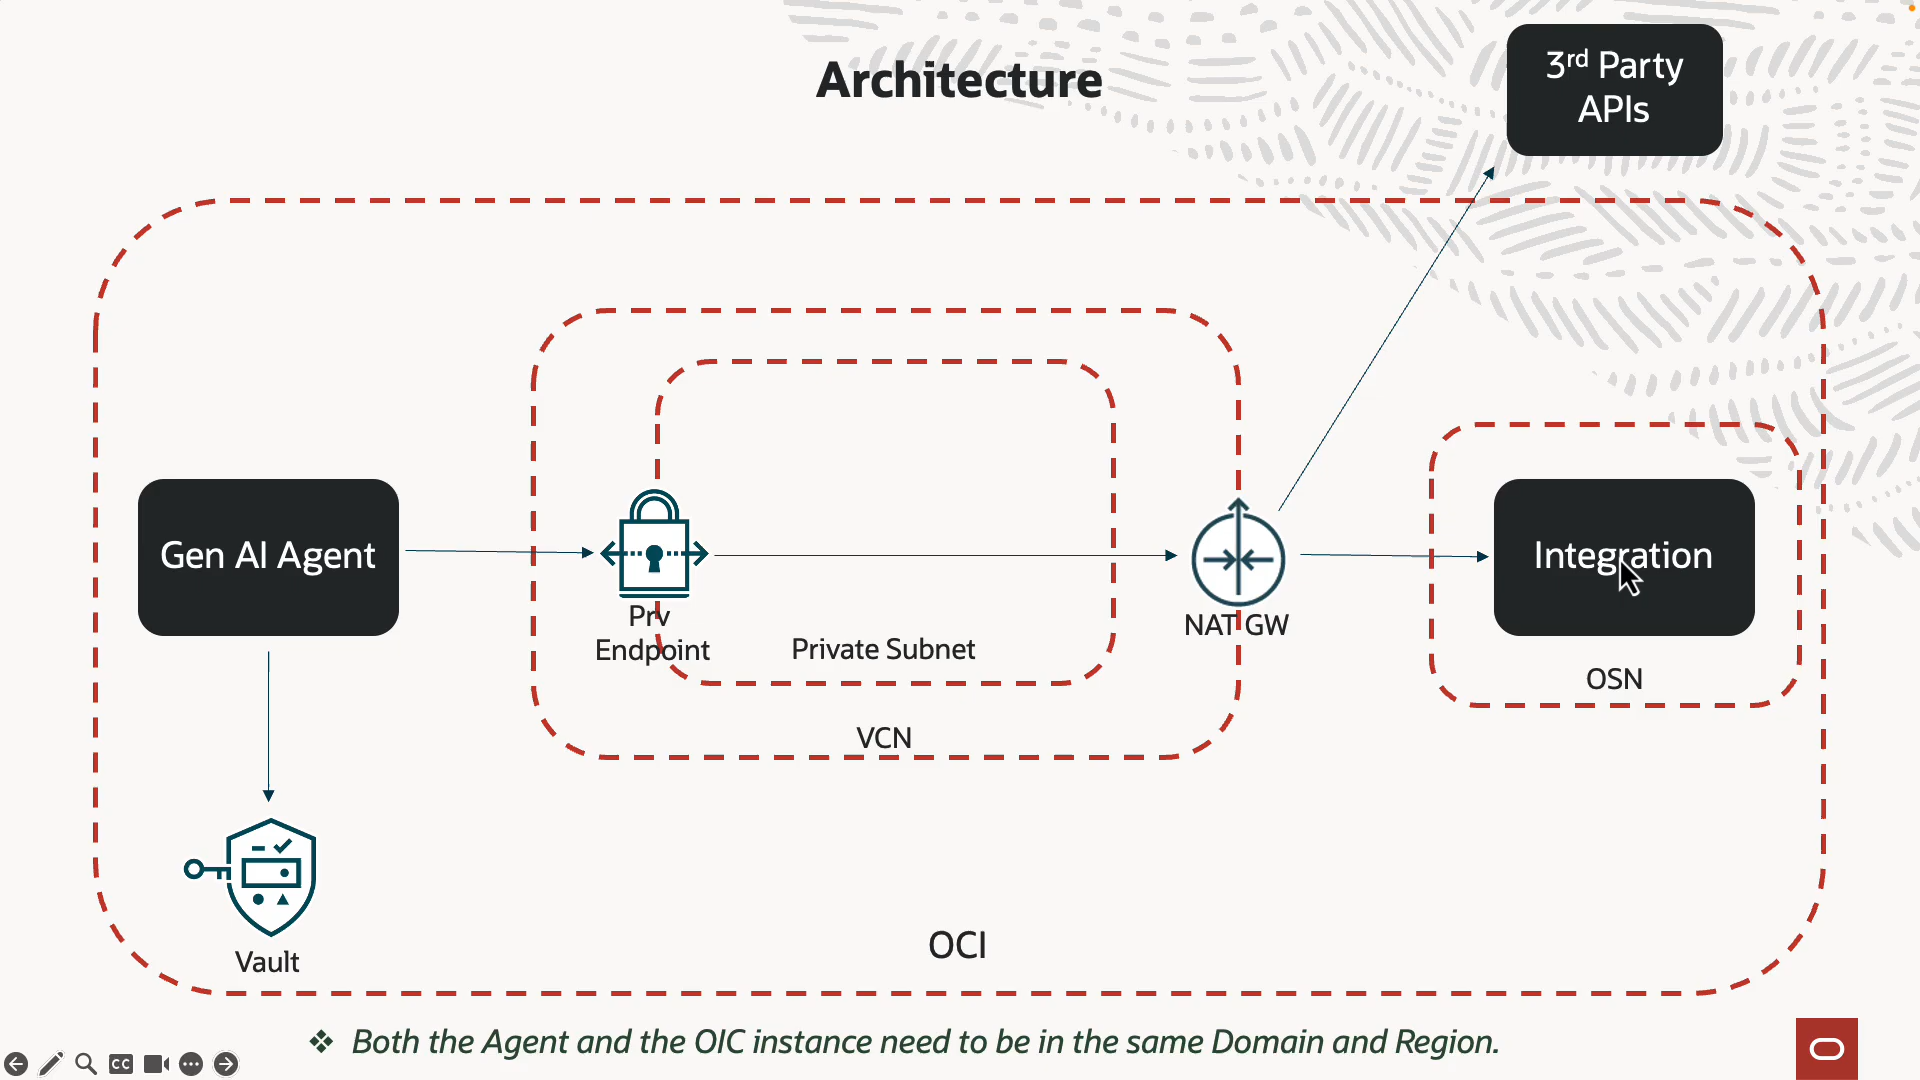 Architecture
3rd Party
APIs
Gen AI Agent
Prv
Endpoint
Private Subnet
NAT GW
Integration
OSN
VCN
Vault
OCI
❖ Both the Agent and the OIC instance need to be in the same Domain and Region.
CC